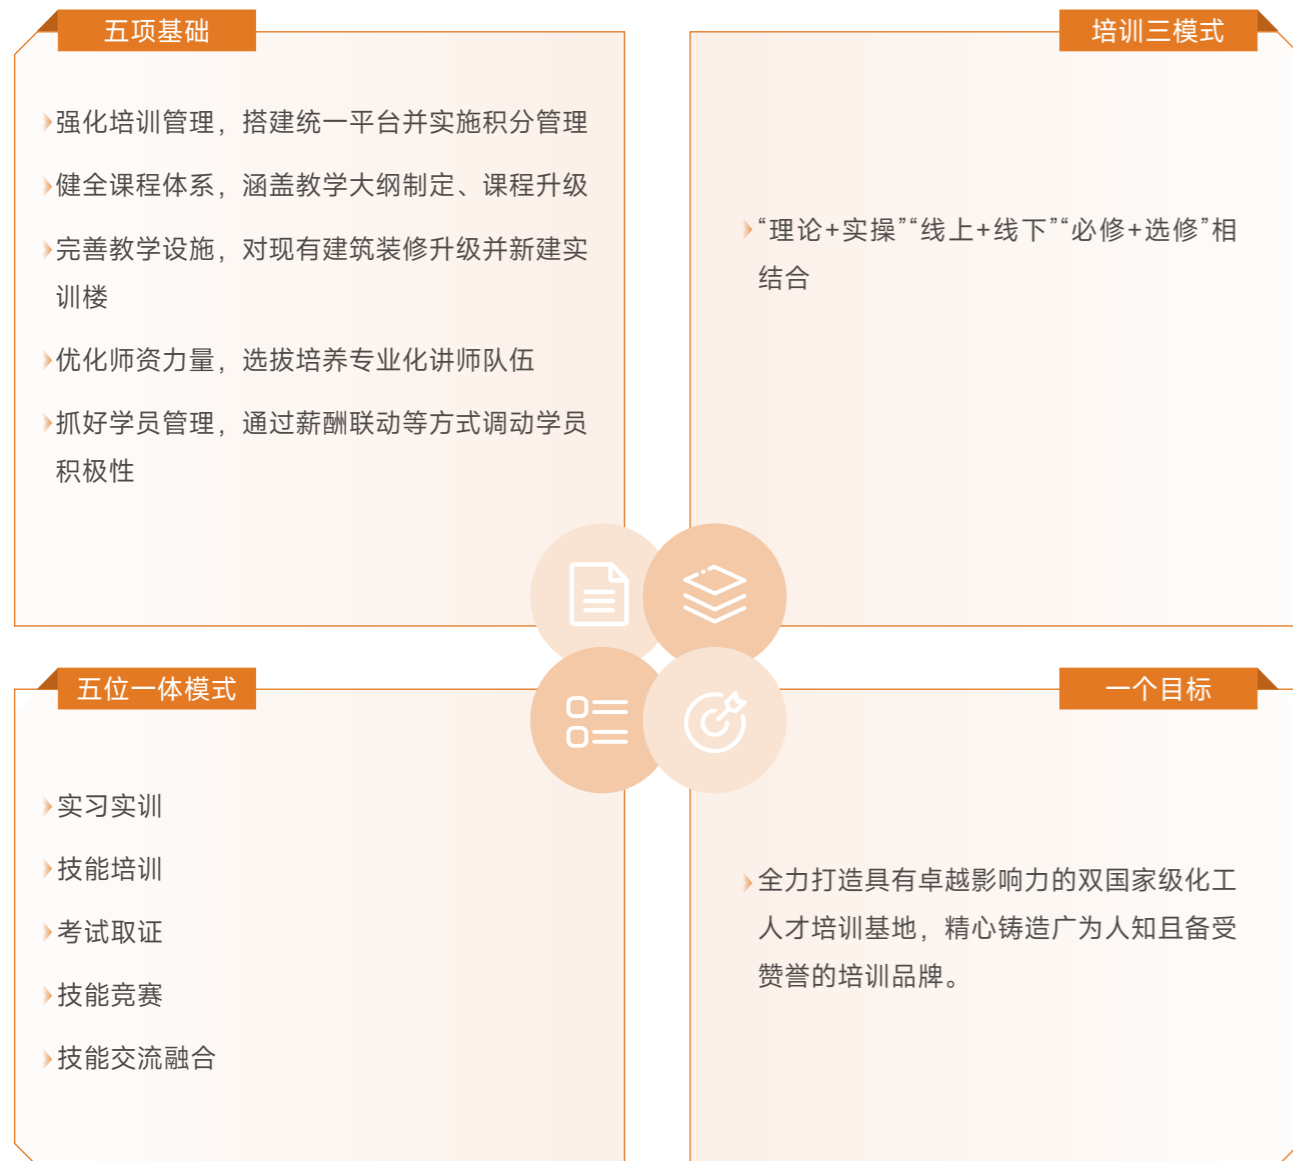 五项基础
强化培训管理，搭建统一平台并实施积分管理
健全课程体系，涵盖教学大纲制定、课程升级
完善教学设施，对现有建筑装修升级并新建实
训楼
优化师资力量，选拔培养专业化讲师队伍
抓好学员管理，通过薪酬联动等方式调动学员
积极性
培训三模式
“理论+实操”“线上+线下”“必修+选修”相
结合
五位一体模式
实习实训
技能培训
考试取证
技能竞赛
技能交流融合
一个目标
全力打造具有卓越影响力的双国家级化工
人才培训基地，精心铸造广为人知且备受
赞誉的培训品牌。